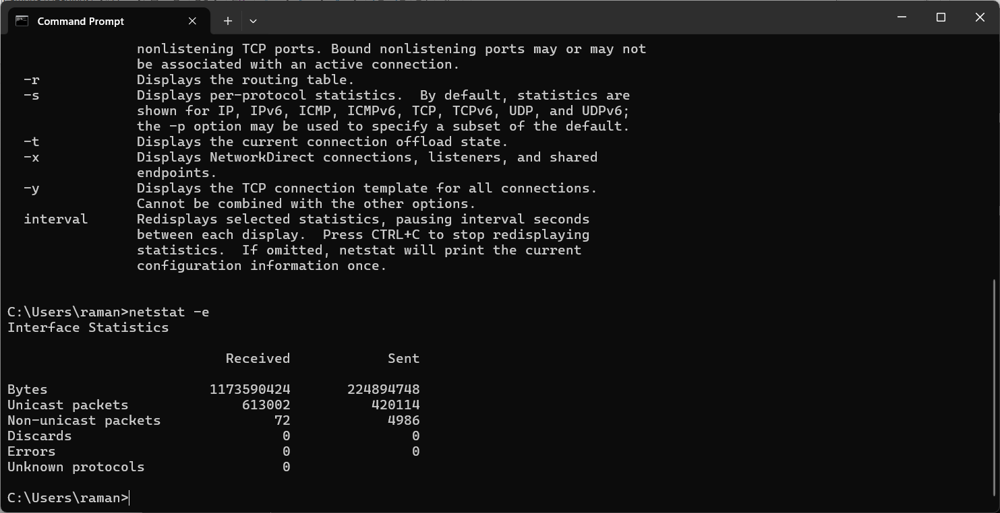 Command Prompt
nonlistening TCP ports. Bound nonlistening ports may or may not
be associated with an active connection.
-r Displays the routing table.
-s Displays per-protocol statistics.  By default, statistics are
shown for IP, IPv6, ICMP, ICMPv6, TCP, TCPv6, UDP, and UDPv6;
the -p option may be used to specify a subset of the default.
-t Displays the current connection offload state.
-x Displays NetworkDirect connections, listeners, and shared
endpoints.
-y Displays the TCP connection template for all connections.
Cannot be combined with the other options.
interval Redisplays selected statistics, pausing interval seconds
between each display.  Press CTRL+C to stop redisplaying
statistics.  If omitted, netstat will print the current
configuration information once.
C:\Users\raman>netstat -e
Interface Statistics
Received Sent
Bytes 1173590424 224894748
Unicast packets 613002 420114
Non-unicast packets 72 4986
Discards 0 0
Errors 0 0
Unknown protocols 0
C:\Users\raman>